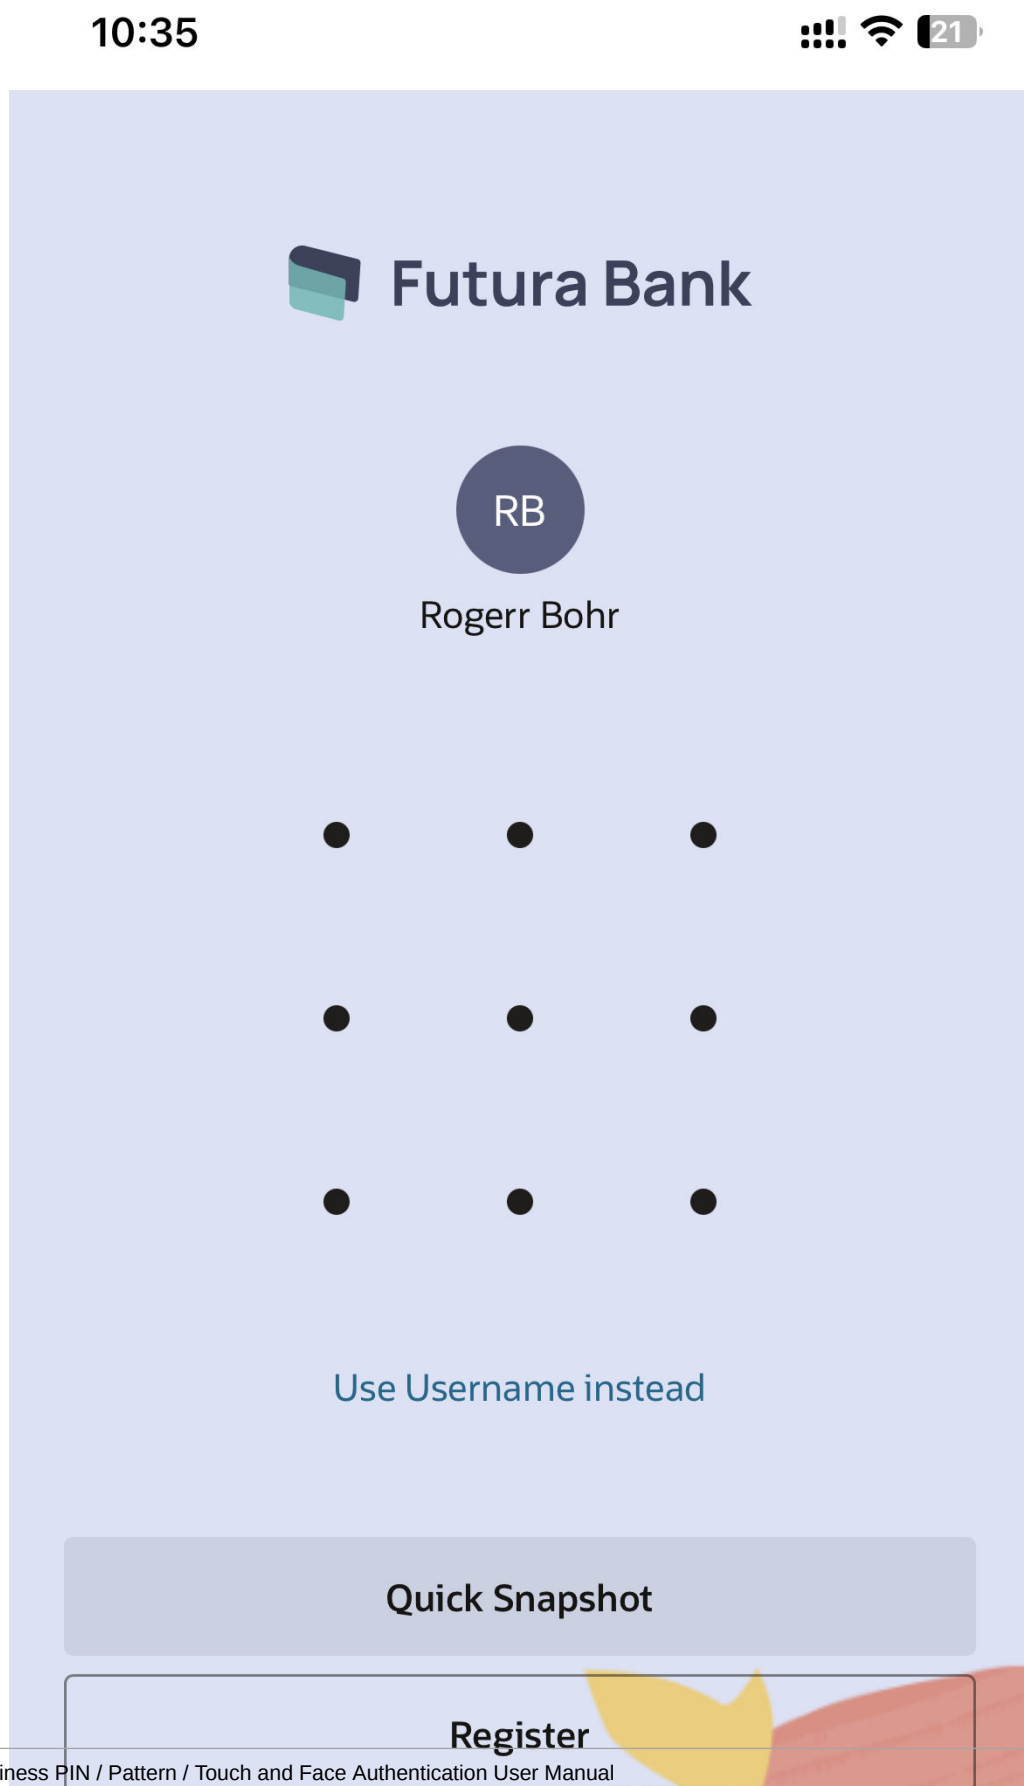 10:35
21
Futura Bank
RB
Rogerr Bohr
Use Username instead
Quick Snapshot
Register
iness PIN / Pattern / Touch and Face Authentication User Manual